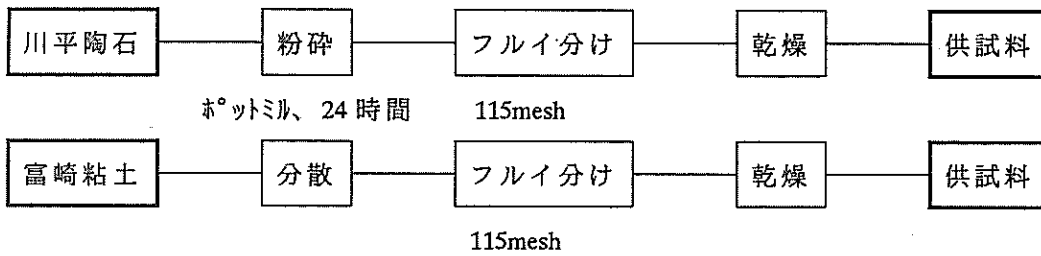 川平陶石 粉砕 フルイ分け 乾燥 供試料
ポットミル、24時間 115mesh
富崎粘土 分散 フルイ分け 乾燥 供試料
115mesh